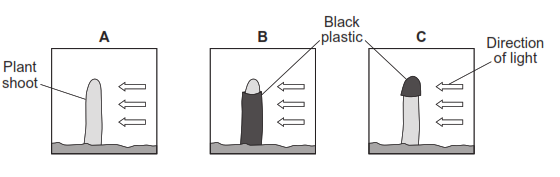 A
B
C
Black
plastic
Plant
shoot
Direction
of light